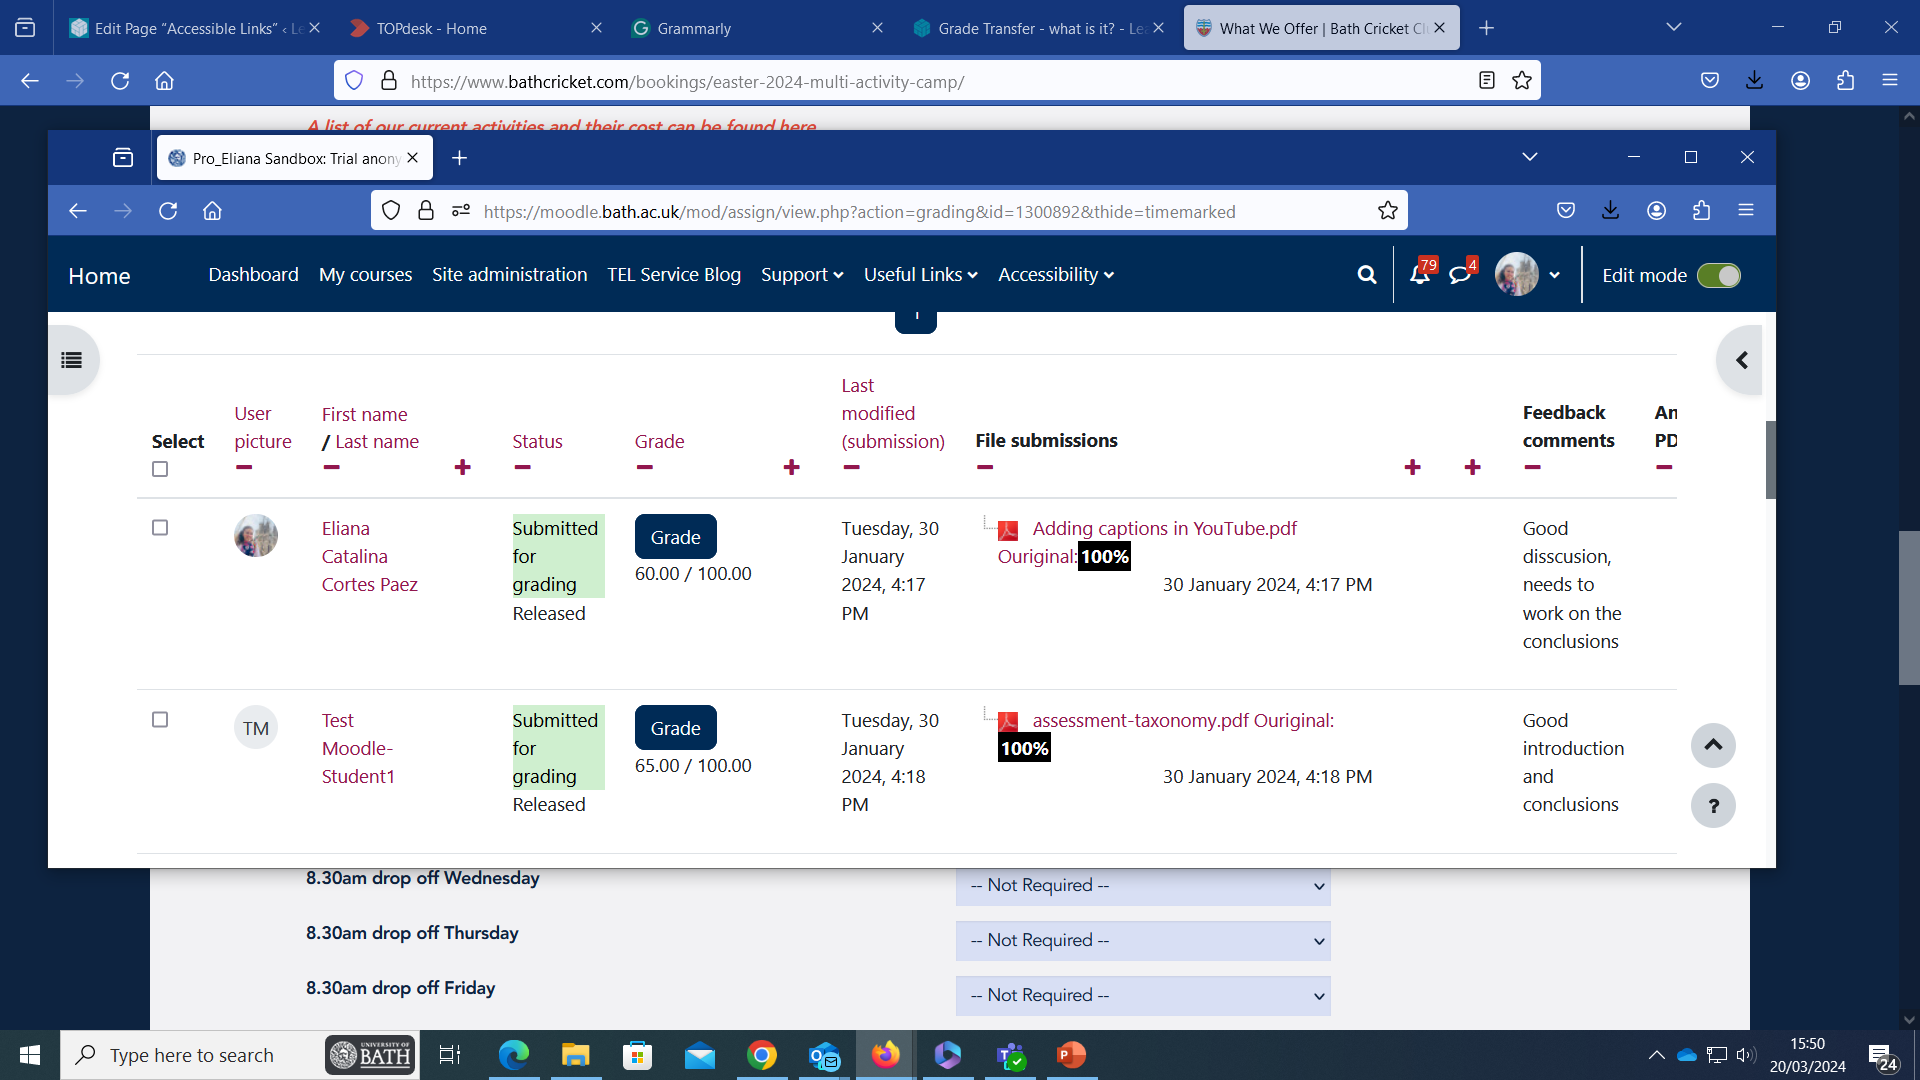 Edit Page “Accessible Links” ‹ Le
TOPdesk - Home
Grammarly
Grade Transfer - what is it? - Lea
What We Offer | Bath Cricket Cl
https://www.bathcricket.com/bookings/easter-2024-multi-activity-camp/
A list of our current activities and their cost can be found here
Pro_Eliana Sandbox: Trial anony
https://moodle.bath.ac.uk/mod/assign/view.php?action=grading&id=1300892&thide=timemarked
Home
Dashboard
My courses
Site administration
TEL Service Blog
Support
Useful Links
Accessibility
79
4
Edit mode
Select
User
picture
First name
/ Last name
Status
Grade
Last
modified
(submission)
File submissions
Feedback
comments
An
PD
Eliana
Catalina
Cortes Paez
Submitted
for
grading
Released
Grade
60.00 / 100.00
Tuesday, 30
January
2024, 4:17
PM
Adding captions in YouTube.pdf
Ouriginal: 100%
30 January 2024, 4:17 PM
Good
disscusion,
needs to
work on the
conclusions
TM
Test
Moodle-
Student1
Submitted
for
grading
Released
Grade
65.00 / 100.00
Tuesday, 30
January
2024, 4:18
PM
assessment-taxonomy.pdf Ouriginal:
100%
30 January 2024, 4:18 PM
Good
introduction
and
conclusions
?
8.30am drop off Wednesday
-- Not Required --
8.30am drop off Thursday
-- Not Required --
8.30am drop off Friday
-- Not Required --
Type here to search
UNIVERSITY OF
BATH
15:50
20/03/2024
24